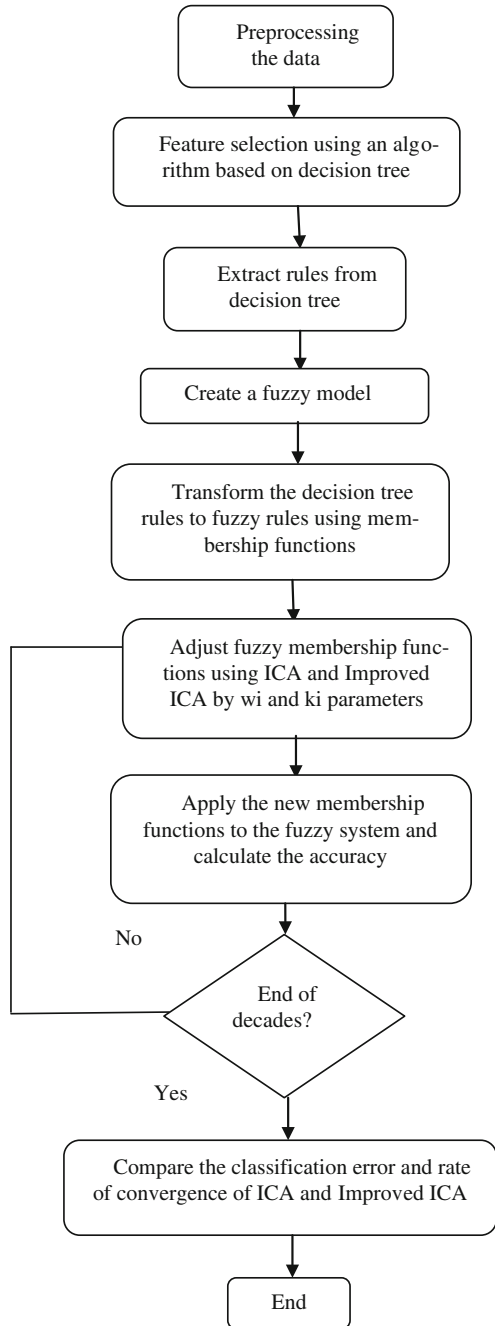 Preprocessing
the data
Feature selection using an algo-
rithm based on decision tree
Extract rules from
decision tree
Create a fuzzy model
Transform the decision tree
rules to fuzzy rules using mem-
bership functions
Adjust fuzzy membership func-
tions using ICA and Improved
ICA by wi and ki parameters
Apply the new membership
functions to the fuzzy system and
calculate the accuracy
No
End of
decades?
Yes
Compare the classification error and rate
of convergence of ICA and Improved ICA
End